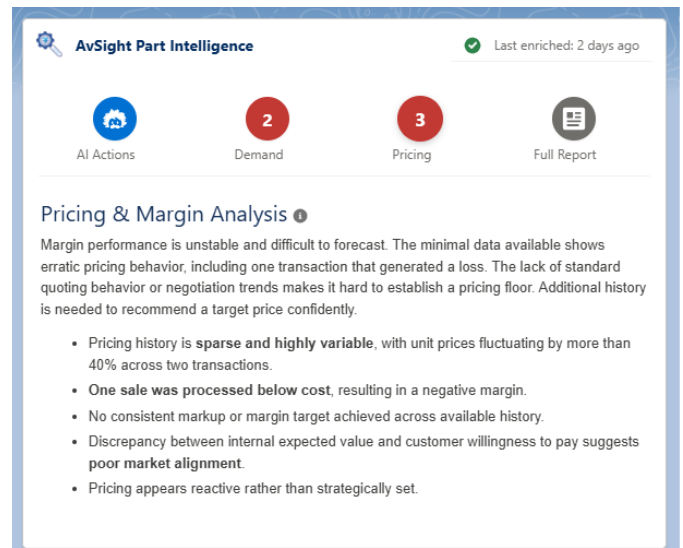 AvSight Part Intelligence
Last enriched: 2 days ago
2
3
AI Actions
Demand
Pricing
Full Report
Pricing & Margin Analysis
Margin performance is unstable and difficult to forecast. The minimal data available shows
erratic pricing behavior, including one transaction that generated a loss. The lack of standard
quoting behavior or negotiation trends makes it hard to establish a pricing floor. Additional history
is needed to recommend a target price confidently.
• Pricing history is sparse and highly variable, with unit prices fluctuating by more than
40% across two transactions.
• One sale was processed below cost, resulting in a negative margin.
• No consistent markup or margin target achieved across available history.
• Discrepancy between internal expected value and customer willingness to pay suggests
poor market alignment.
• Pricing appears reactive rather than strategically set.